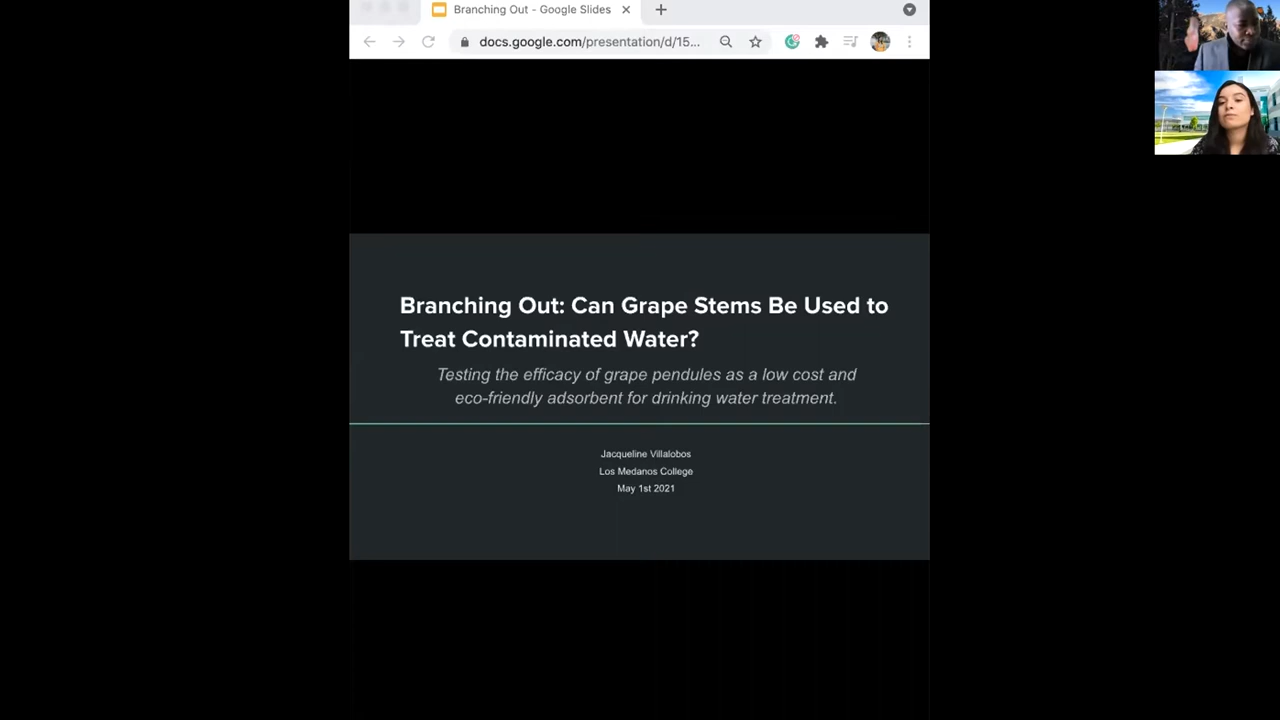 Branching Out - Google Slides
docs.google.com/presentation/d/15...
Branching Out: Can Grape Stems Be Used to
Treat Contaminated Water?
Testing the efficacy of grape pendules as a low cost and
eco-friendly adsorbent for drinking water treatment.
Jacqueline Villalobos
Los Medanos College
May 1st 2021